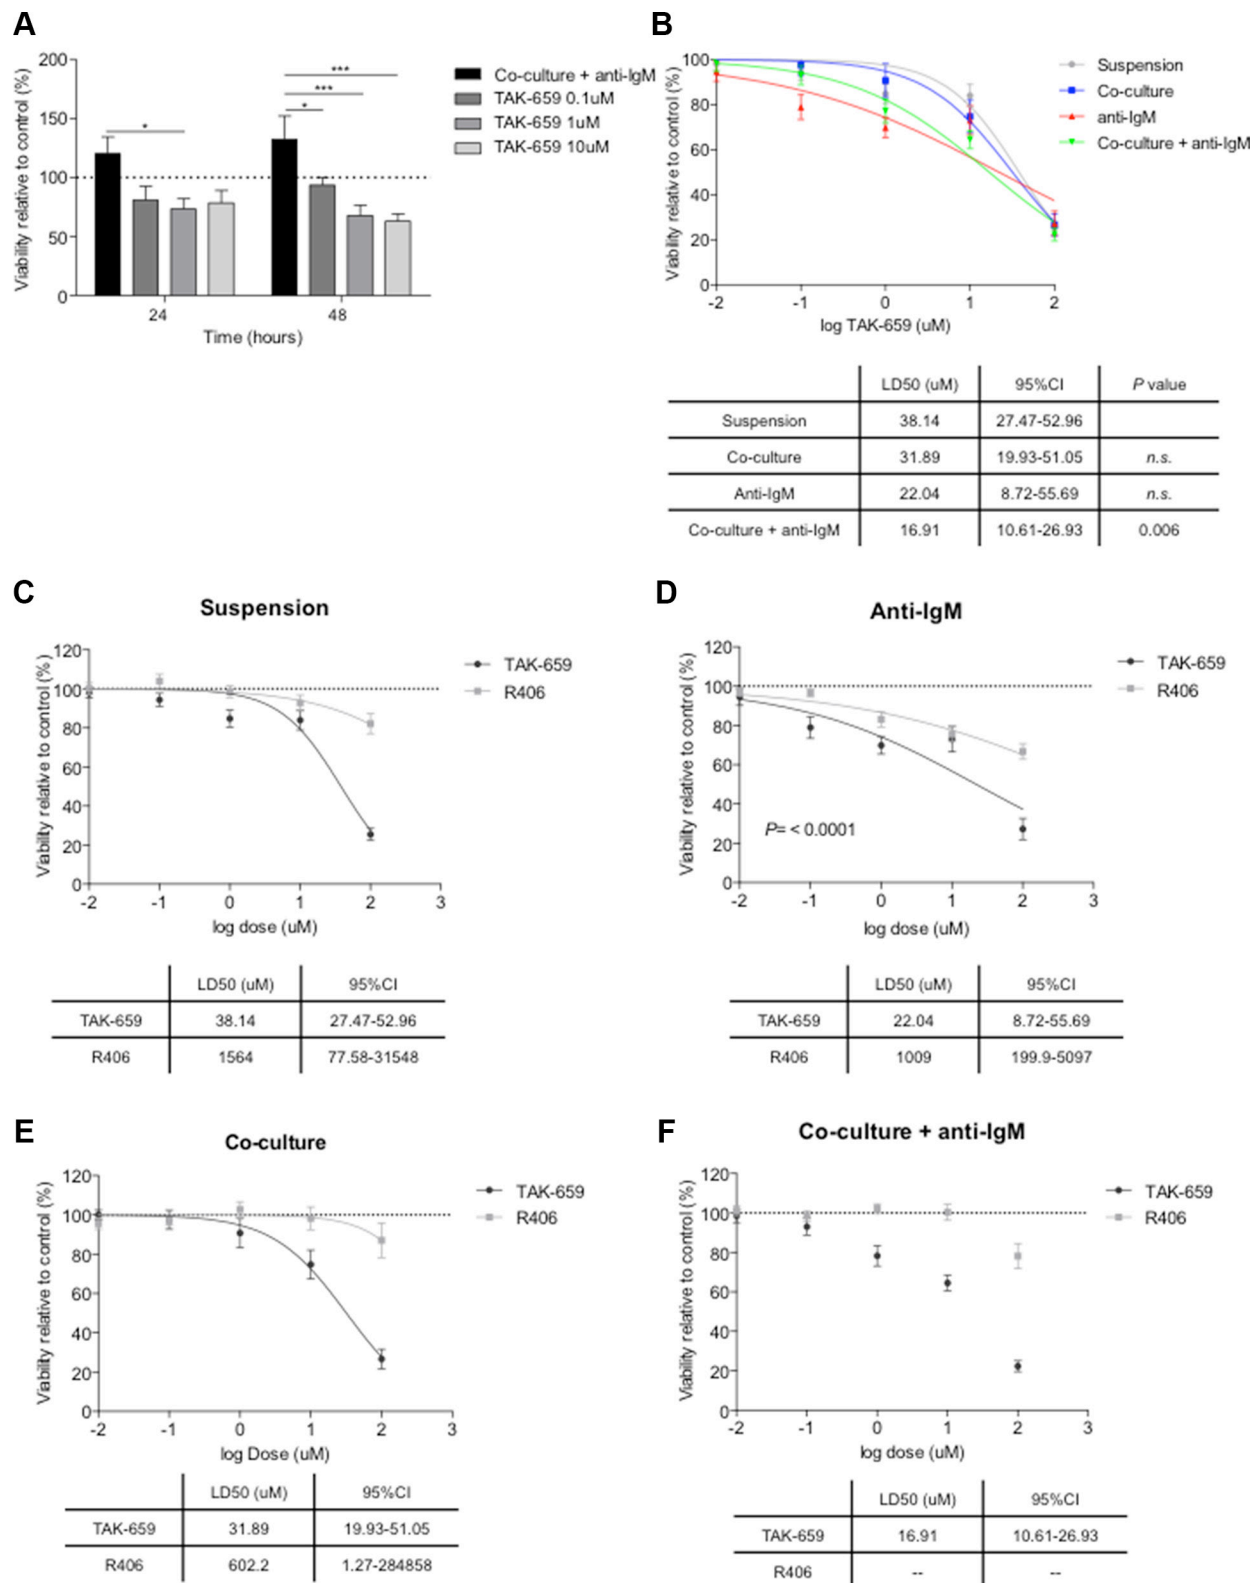 A
Viability relative to control (%)
200
150
100
50
0
24
48
Time (hours)
*
*
***
***
Co-culture + anti-IgM
TAK-659 0.1uM
TAK-659 1uM
TAK-659 10uM
B
Viability relative to control (%)
100
80
60
40
20
0
-2
-1
0
1
2
log TAK-659 (uM)
Suspension
Co-culture
anti-IgM
Co-culture + anti-IgM
LD50 (uM) 95%CI P value
Suspension 38.14 27.47-52.96
Co-culture 31.89 19.93-51.05 n.s.
Anti-IgM 22.04 8.72-55.69 n.s.
Co-culture + anti-IgM 16.91 10.61-26.93 0.006
C
Suspension
Viability relative to control (%)
120
100
80
60
40
20
0
-2
-1
0
1
2
3
log dose (uM)
TAK-659
R406
LD50 (uM) 95%CI
TAK-659 38.14 27.47-52.96
R406 1564 77.58-31548
D
Anti-IgM
Viability relative to control (%)
120
100
80
60
40
20
0
P= < 0.0001
-2
-1
0
1
2
3
log dose (uM)
TAK-659
R406
LD50 (uM) 95%CI
TAK-659 22.04 8.72-55.69
R406 1009 199.9-5097
E
Co-culture
Viability relative to control (%)
120
100
80
60
40
20
0
-2
-1
0
1
2
3
log Dose (uM)
TAK-659
R406
LD50 (uM) 95%CI
TAK-659 31.89 19.93-51.05
R406 602.2 1.27-284858
F
Co-culture + anti-IgM
Viability relative to control (%)
120
100
80
60
40
20
0
-2
-1
0
1
2
3
log dose (uM)
TAK-659
R406
LD50 (uM) 95%CI
TAK-659 16.91 10.61-26.93
R406 -- --